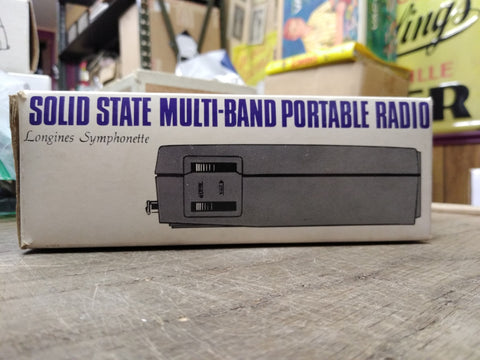 SOLID STATE MULTI-BAND PORTABLE RADIO
Longines Symphonette